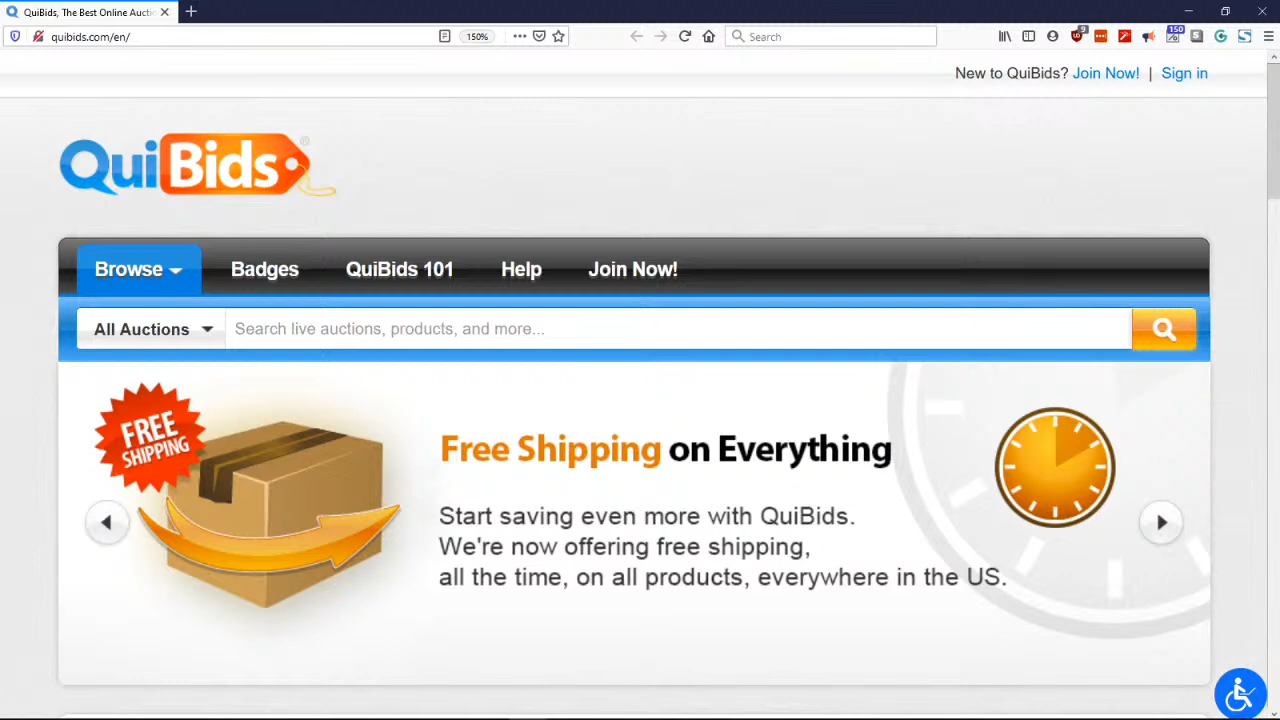 QuiBids, The Best Online Aucti
quibids.com/en/
150%
Search
9
150
New to QuiBids? Join Now! | Sign in
QuiBids®
Browse
Badges
QuiBids 101
Help
Join Now!
All Auctions
Search live auctions, products, and more...
FREE
SHIPPING
Free Shipping on Everything
Start saving even more with QuiBids.
We're now offering free shipping,
all the time, on all products, everywhere in the US.